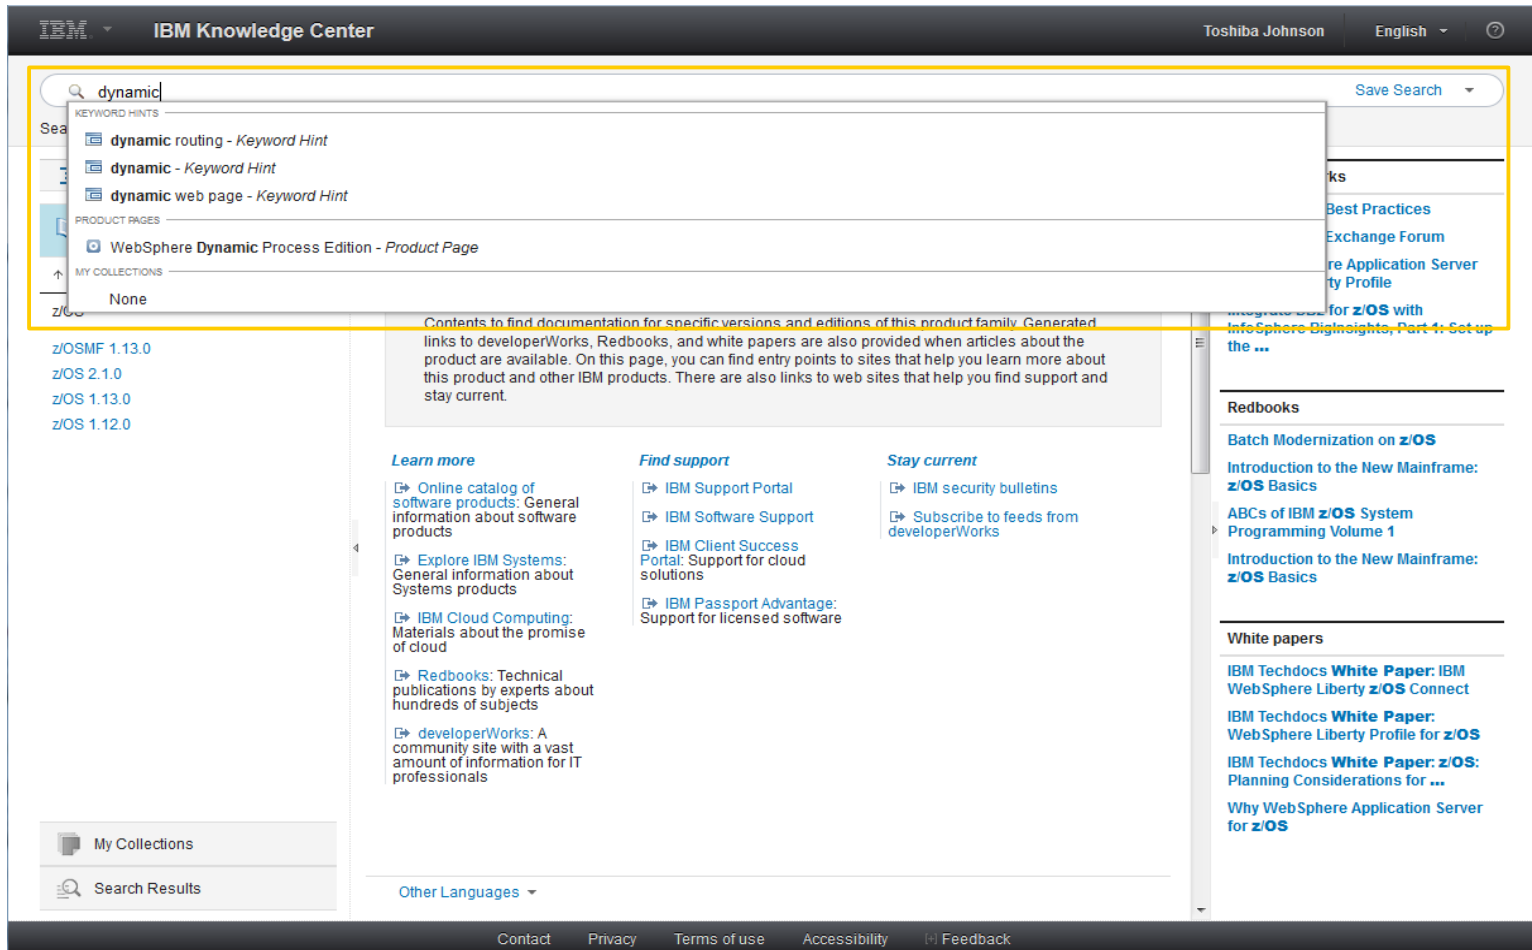 IBM
IBM Knowledge Center
Toshiba Johnson
English
dynamic
Save Search
Sea
KEYWORD HINTS
dynamic routing - Keyword Hint
dynamic - Keyword Hint
dynamic web page - Keyword Hint
PRODUCT PAGES
WebSphere Dynamic Process Edition - Product Page
MY COLLECTIONS
None
z/OS
z/OSMF 1.13.0
z/OS 2.1.0
z/OS 1.13.0
z/OS 1.12.0
My Collections
Search Results
Contents to find documentation for specific versions and editions of this product family. Generated
links to developerWorks, Redbooks, and white papers are also provided when articles about the
product are available. On this page, you can find entry points to sites that help you learn more about
this product and other IBM products. There are also links to web sites that help you find support and
stay current.
Learn more
Online catalog of
software products: General
information about software
products
Explore IBM Systems:
General information about
Systems products
IBM Cloud Computing:
Materials about the promise
of cloud
Redbooks: Technical
publications by experts about
hundreds of subjects
developerWorks: A
community site with a vast
amount of information for IT
professionals
Find support
IBM Support Portal
IBM Software Support
IBM Client Success
Portal: Support for cloud
solutions
IBM Passport Advantage:
Support for licensed software
Stay current
IBM security bulletins
Subscribe to feeds from
developerWorks
Other Languages
ks
Best Practices
Exchange Forum
re Application Server
ty Profile
Integrate DB2 for z/OS with
InfoSphere BigInsights, Part 1: Set up
the ...
Redbooks
Batch Modernization on z/OS
Introduction to the New Mainframe:
z/OS Basics
ABCs of IBM z/OS System
Programming Volume 1
Introduction to the New Mainframe:
z/OS Basics
White papers
IBM Techdocs White Paper: IBM
WebSphere Liberty z/OS Connect
IBM Techdocs White Paper:
WebSphere Liberty Profile for z/OS
IBM Techdocs White Paper: z/OS:
Planning Considerations for ...
Why WebSphere Application Server
for z/OS
Contact
Privacy
Terms of use
Accessibility
[+] Feedback